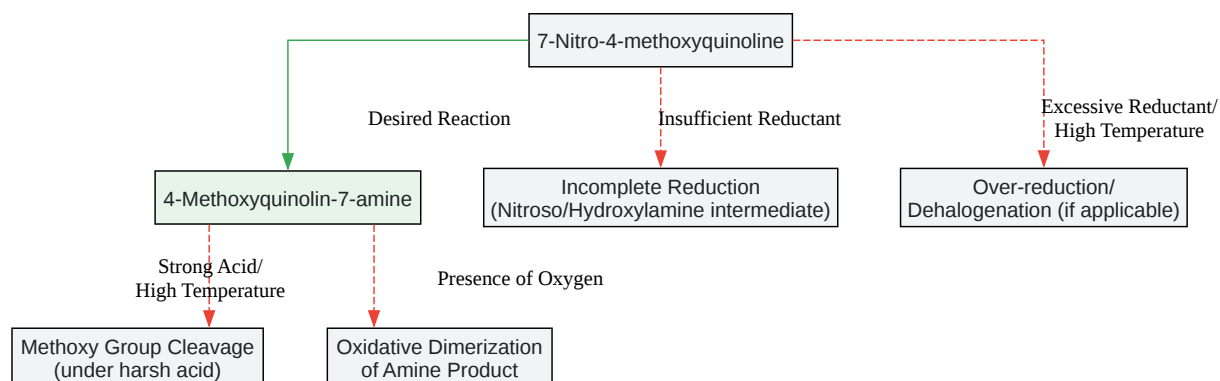 7-Nitro-4-methoxyquinoline
Desired Reaction
Insufficient Reductant
Excessive Reductant/
High Temperature
4-Methoxyquinolin-7-amine
Incomplete Reduction
(Nitroso/Hydroxylamine intermediate)
Over-reduction/
Dehalogenation (if applicable)
Strong Acid/
High Temperature
Presence of Oxygen
Methoxy Group Cleavage
(under harsh acid)
Oxidative Dimerization
of Amine Product